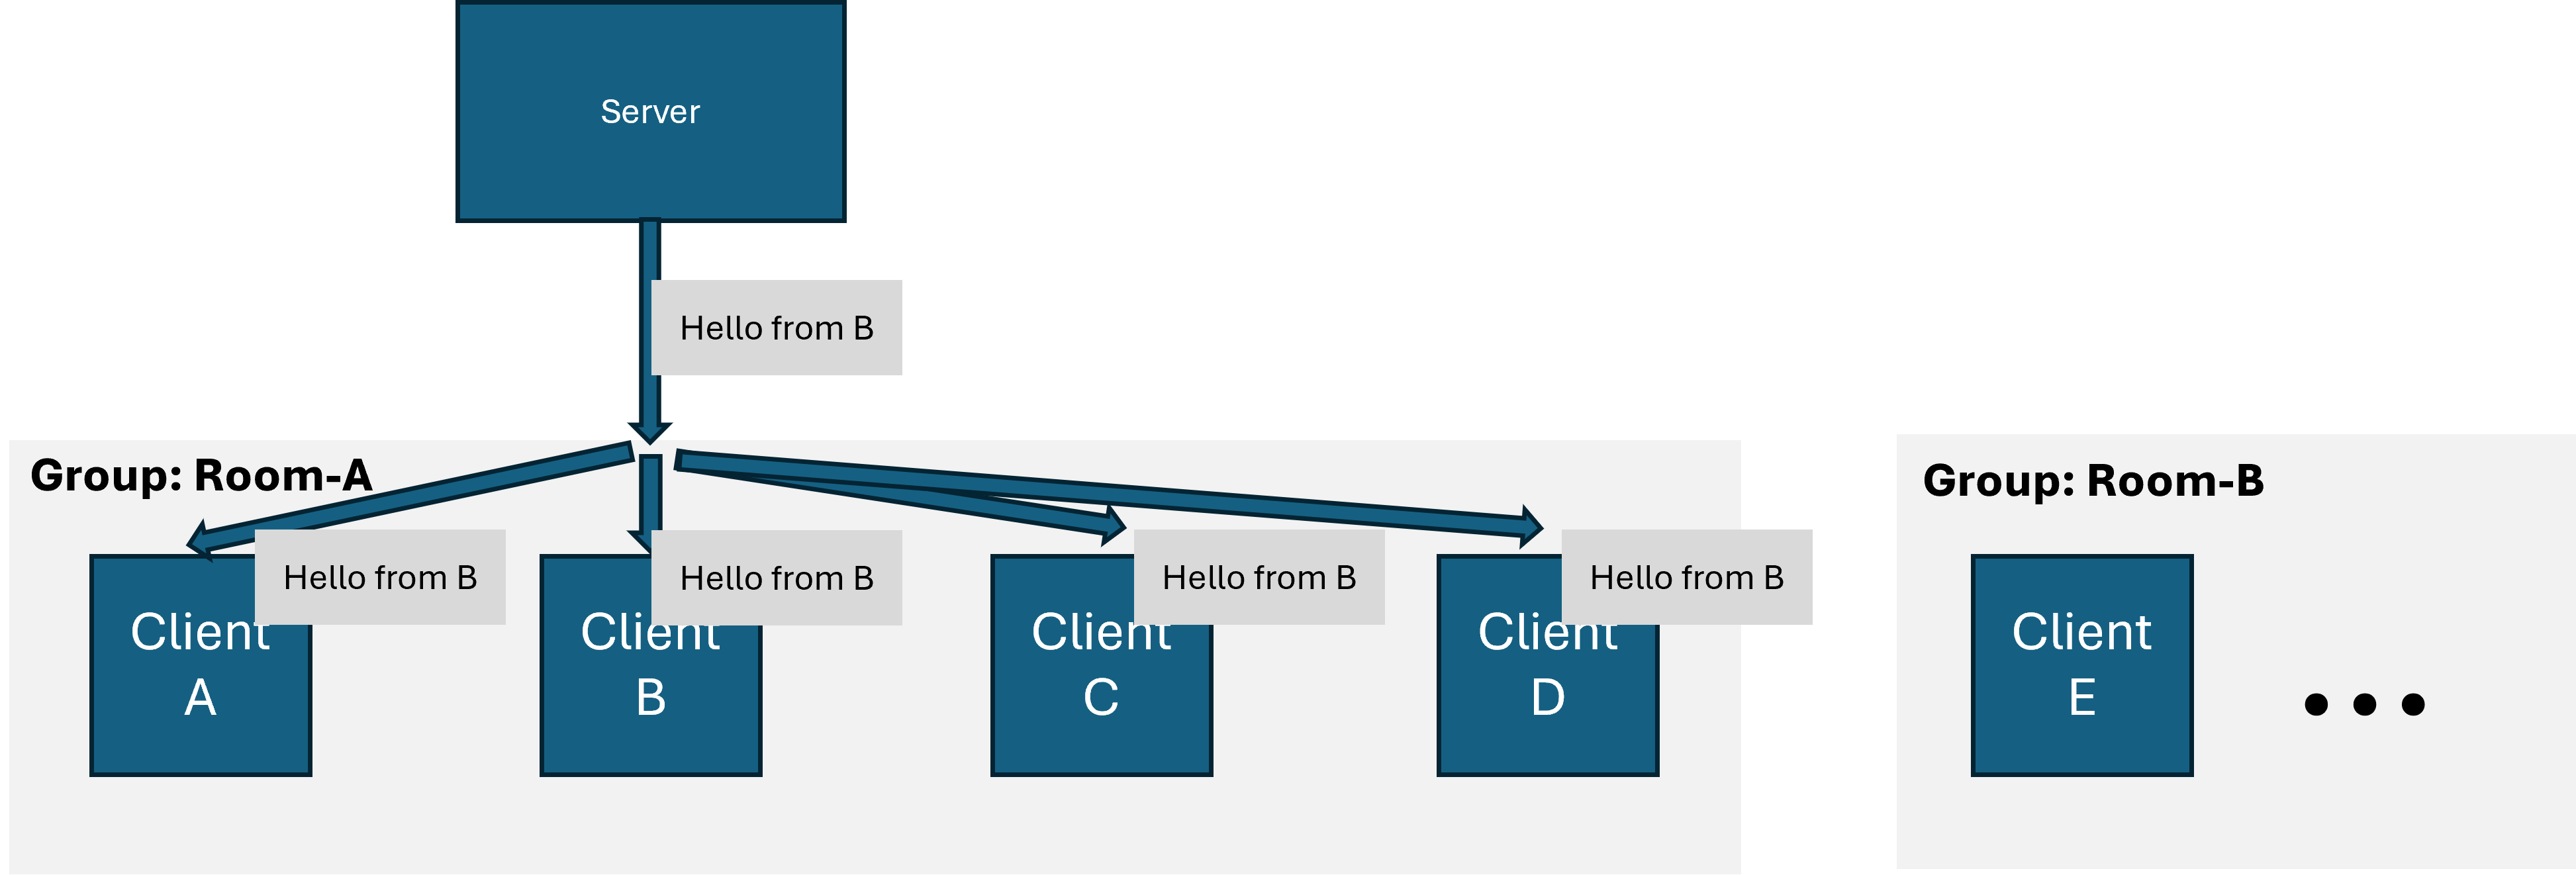 Server
Hello from B
Group: Room-A
Group: Room-B
Hello from B
Hello from B
Hello from B
Hello from B
Client
A
Client
B
Client
C
Client
D
Client
E